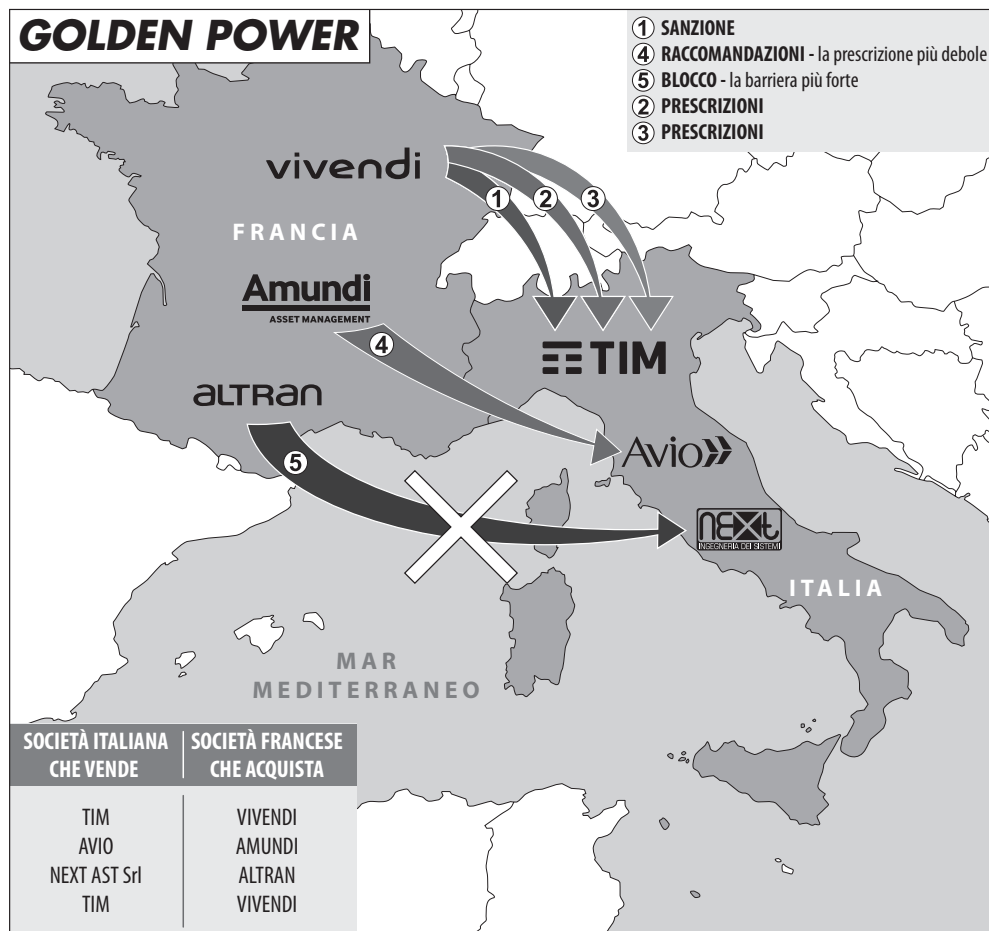 GOLDEN POWER
① SANZIONE
④ RACCOMANDAZIONI - la prescrizione più debole
⑤ BLOCCO - la barriera più forte
② PRESCRIZIONI
③ PRESCRIZIONI
vivendi
① ② ③
FRANCIA
Amundi
ASSET MANAGEMENT
④
TIM
aLTRan
Avio
⑤
NEXt
INGEGNERIA DEI SISTEMI
ITALIA
MAR
MEDITERRANEO
SOCIETÀ ITALIANA CHE VENDE | SOCIETÀ FRANCESE CHE ACQUISTA
TIM VIVENDI
AVIO AMUNDI
NEXT AST Srl ALTRAN
TIM VIVENDI